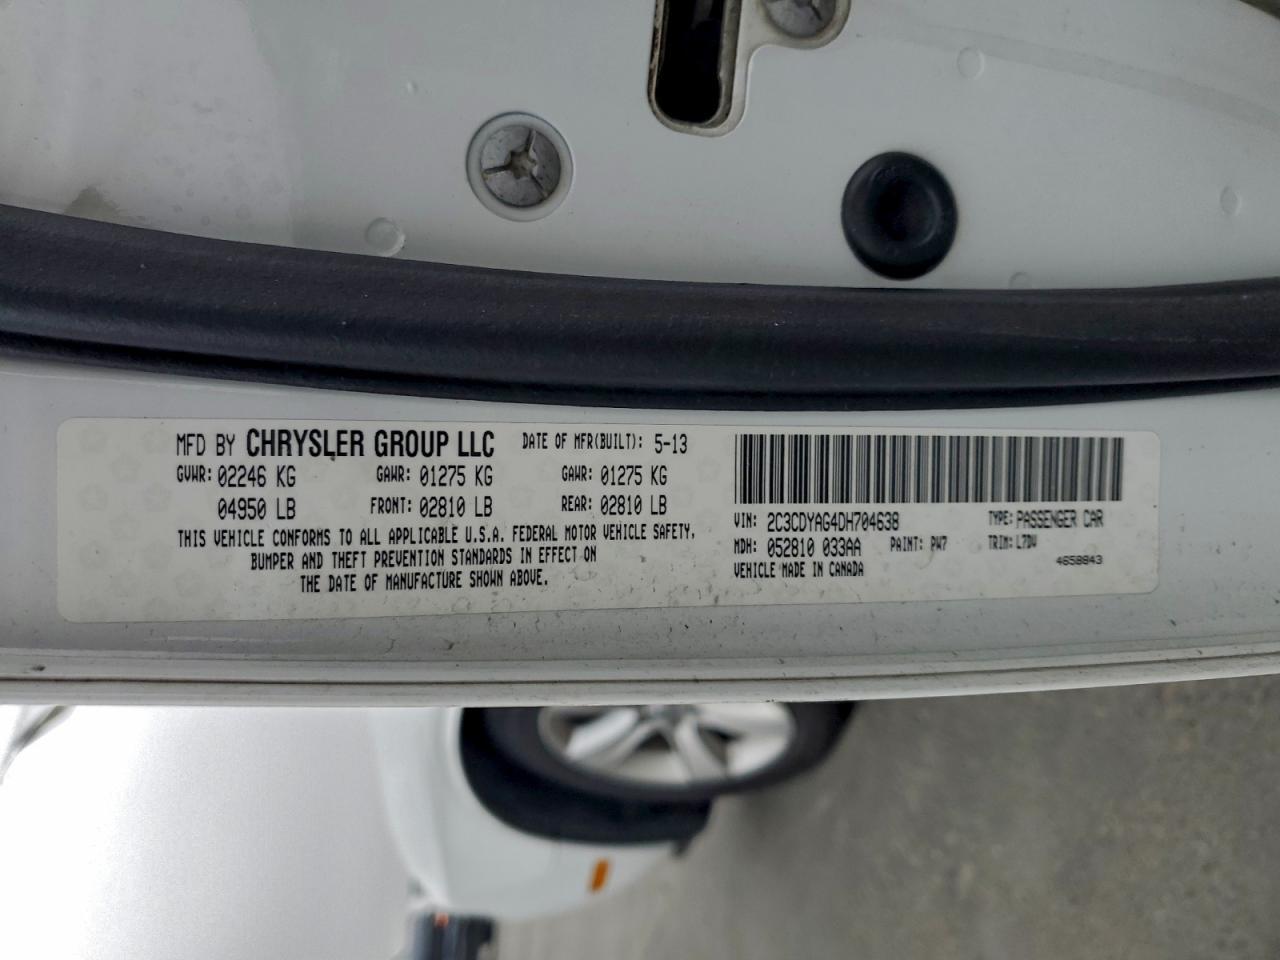 MFD BY CHRYSLER GROUP LLC DATE OF MFR(BUILT): 5-13
GVWR: 02246 KG GAWR: 01275 KG GAWR: 01275 KG
04950 LB FRONT: 02810 LB REAR: 02810 LB
THIS VEHICLE CONFORMS TO ALL APPLICABLE U.S.A. FEDERAL MOTOR VEHICLE SAFETY,
BUMPER AND THEFT PREVENTION STANDARDS IN EFFECT ON
THE DATE OF MANUFACTURE SHOWN ABOVE.
VIN: 2C3CDYAG4DH704638 TYPE: PASSENGER CAR
MDH: 052810 033AA PAINT: PW7 TRIM: L7DV
VEHICLE MADE IN CANADA 4658843